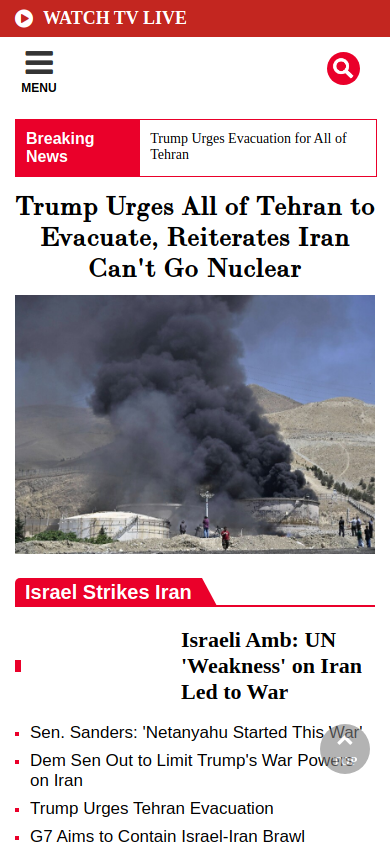 WATCH TV LIVE
MENU
Breaking
News
Trump Urges Evacuation for All of
Tehran
Trump Urges All of Tehran to
Evacuate, Reiterates Iran
Can't Go Nuclear
Israel Strikes Iran
Israeli Amb: UN
'Weakness' on Iran
Led to War
Sen. Sanders: 'Netanyahu Started This War'
Dem Sen Out to Limit Trump's War Powers
on Iran
TOP
Trump Urges Tehran Evacuation
G7 Aims to Contain Israel-Iran Brawl